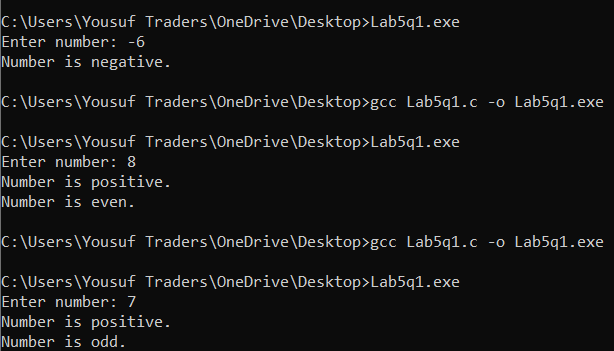 C:\Users\Yousuf Traders\OneDrive\Desktop>Lab5q1.exe
Enter number: -6
Number is negative.
C:\Users\Yousuf Traders\OneDrive\Desktop>gcc Lab5q1.c -o Lab5q1.exe
C:\Users\Yousuf Traders\OneDrive\Desktop>Lab5q1.exe
Enter number: 8
Number is positive.
Number is even.
C:\Users\Yousuf Traders\OneDrive\Desktop>gcc Lab5q1.c -o Lab5q1.exe
C:\Users\Yousuf Traders\OneDrive\Desktop>Lab5q1.exe
Enter number: 7
Number is positive.
Number is odd.